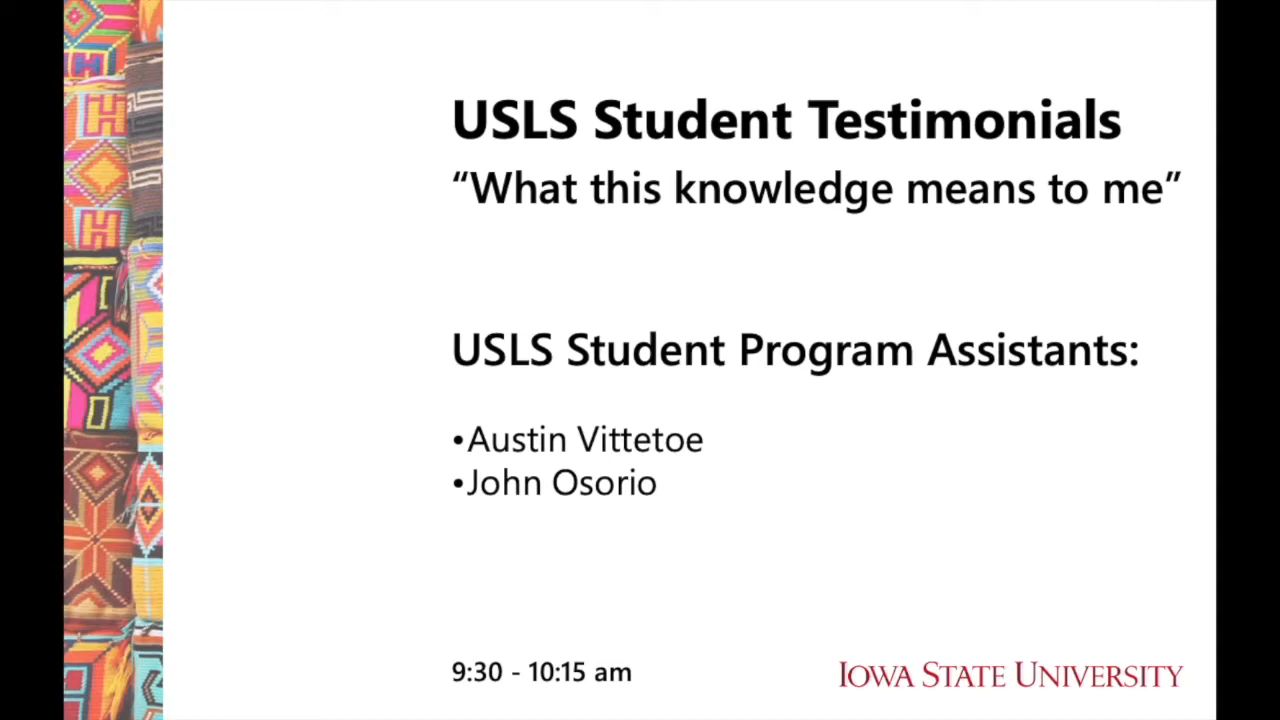 USLS Student Testimonials
“What this knowledge means to me”
USLS Student Program Assistants:
•Austin Vittetoe
•John Osorio
9:30 - 10:15 am
IOWA STATE UNIVERSITY